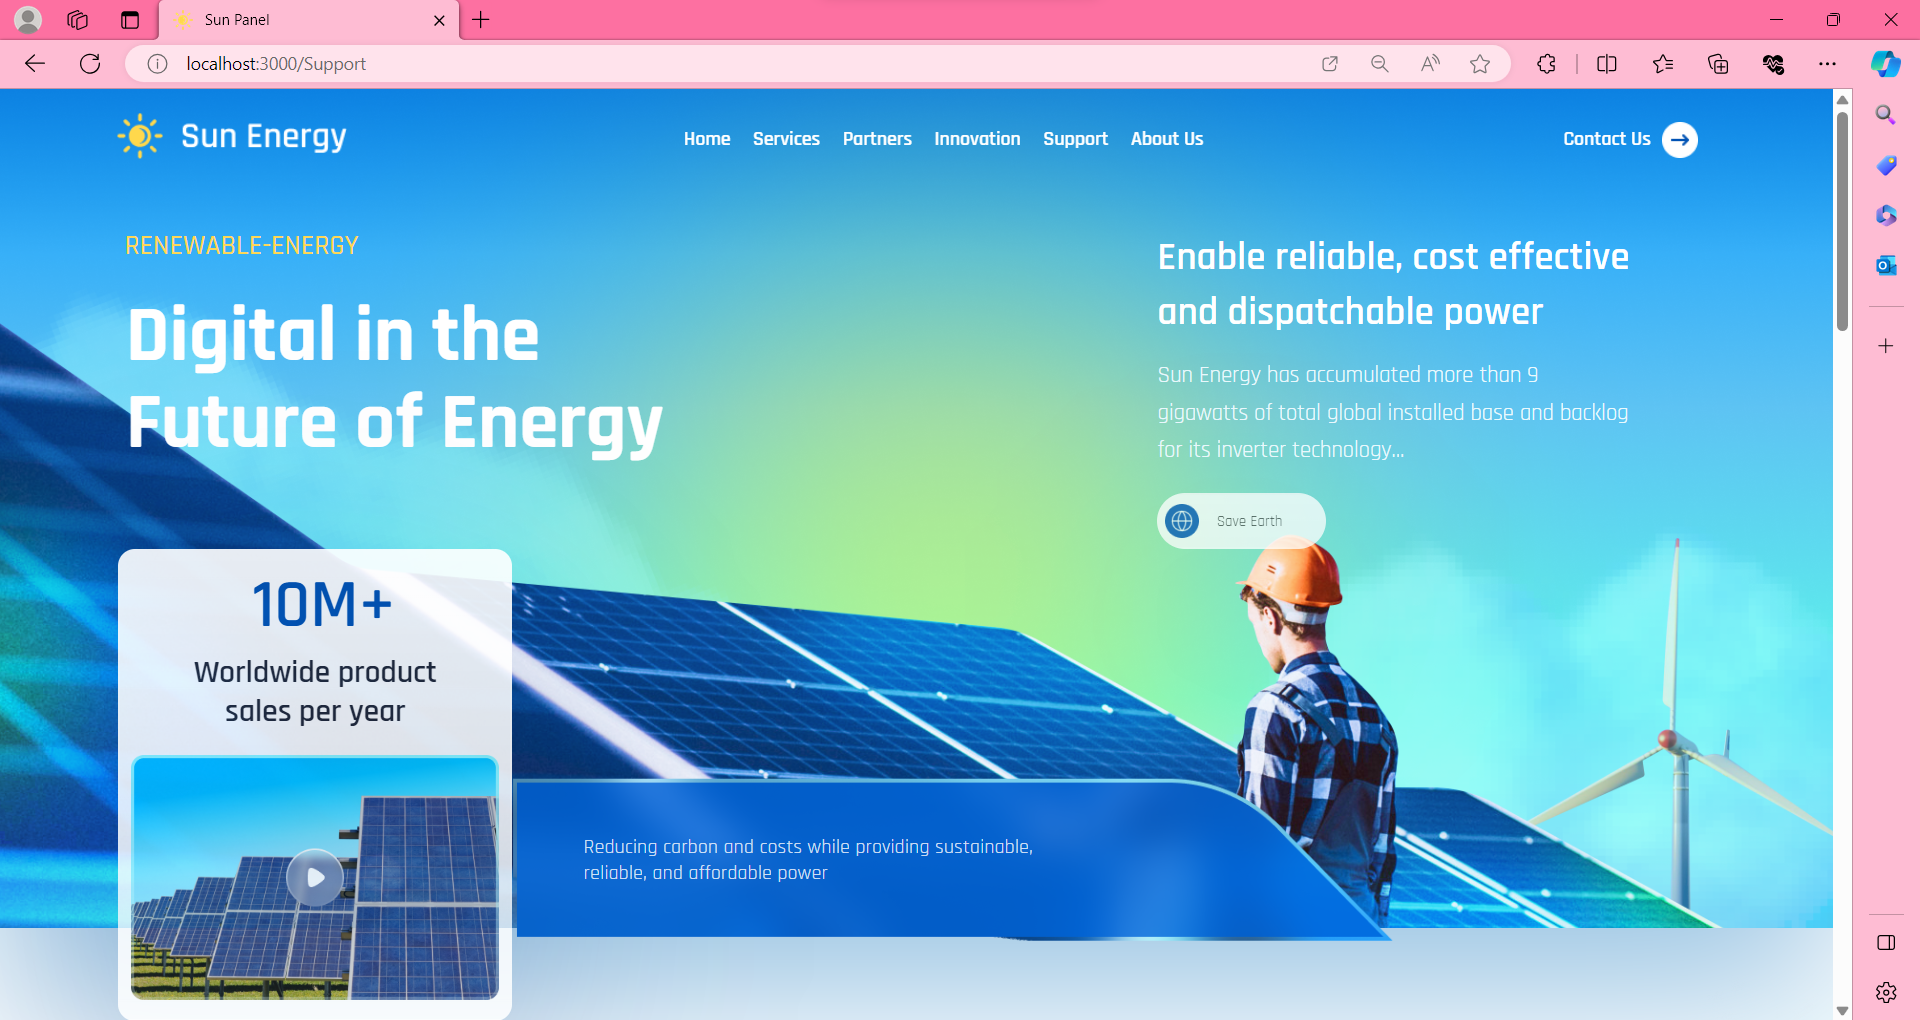 Sun Panel
localhost:3000/Support
Sun Energy
Home Services Partners Innovation Support About Us
Contact Us
RENEWABLE-ENERGY
Digital in the
Future of Energy
Enable reliable, cost effective
and dispatchable power
Sun Energy has accumulated more than 9
gigawatts of total global installed base and backlog
for its inverter technology...
Save Earth
10M+
Worldwide product
sales per year
Reducing carbon and costs while providing sustainable,
reliable, and affordable power